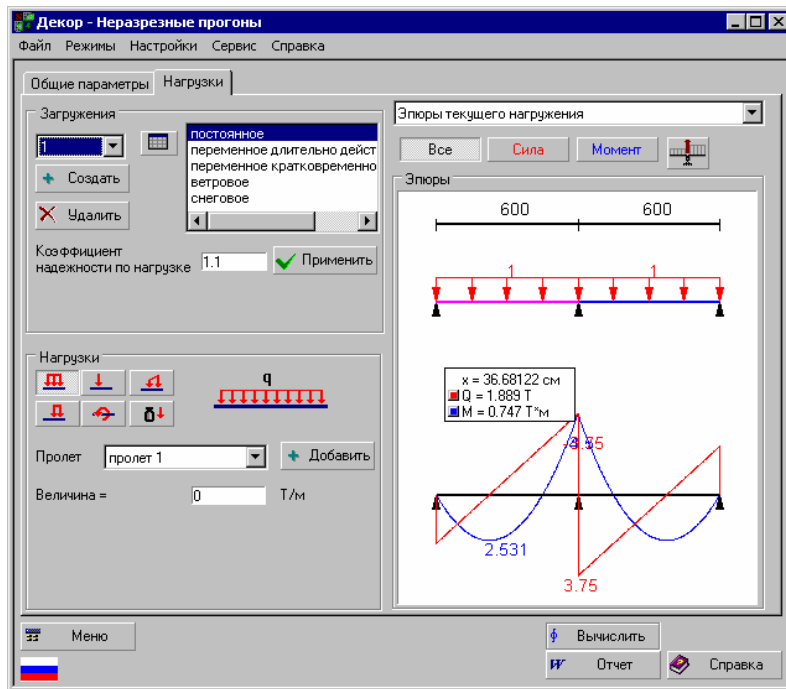 Декор - Неразрезные прогоны
Файл Режимы Настройки Сервис Справка
Общие параметры Нагрузки
Загружения
1
Создать
Удалить
постоянное
переменное длительно дейст
переменное кратковременно
ветровое
снеговое
Коэффициент
надежности по нагрузке
1.1
Применить
Нагрузки
q
Пролет
пролет 1
Добавить
Величина =
0
Т/м
Эпюры текущего нагружения
Все Сила Момент
Эпюры
600 600
1 1
x = 36.68122 см
Q = 1.889 Т
M = 0.747 Т*м
2.531
3.75
Меню
Вычислить
Отчет
Справка